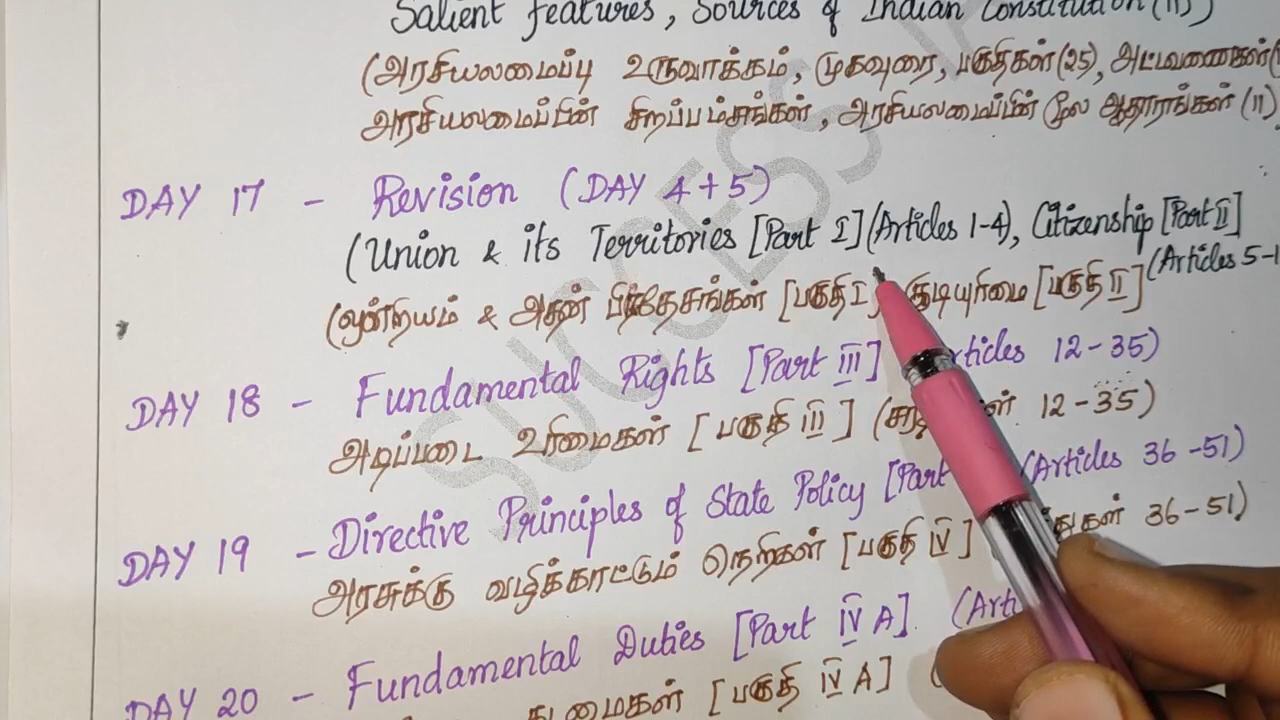 Salient features, Sources of Indian Constitution (11)
(அரசியலமைப்பு உருவாக்கம், முகவுரை, பகுதிகள் (25), அட்டவணைகள்
அரசியலமைப்பின் சிறப்பம்சங்கள், அரசியலமைப்பின் மூல ஆதாரங்கள் (11)
DAY 17 - Revision (DAY 4+5)
(Union & its Territories [Part I] (Articles 1-4), Citizenship [Part II]
(Articles 5-1
(ஒன்றியம் & அதன் பிரதேசங்கள் [பகுதி I] குடியுரிமை [பகுதி II]
DAY 18 - Fundamental Rights [Part III] 12-35)
அடிப்படை உரிமைகள் [பகுதி III] 12-35)
DAY 19 - Directive Principles of State Policy [Part (Articles 36-51)
அரசுக்கு வழிக்காட்டும் நெறிகள் [பகுதி IV] 36-51)
DAY 20 - Fundamental Duties [Part IV A].
[பகுதி IV A]
SUCCESS